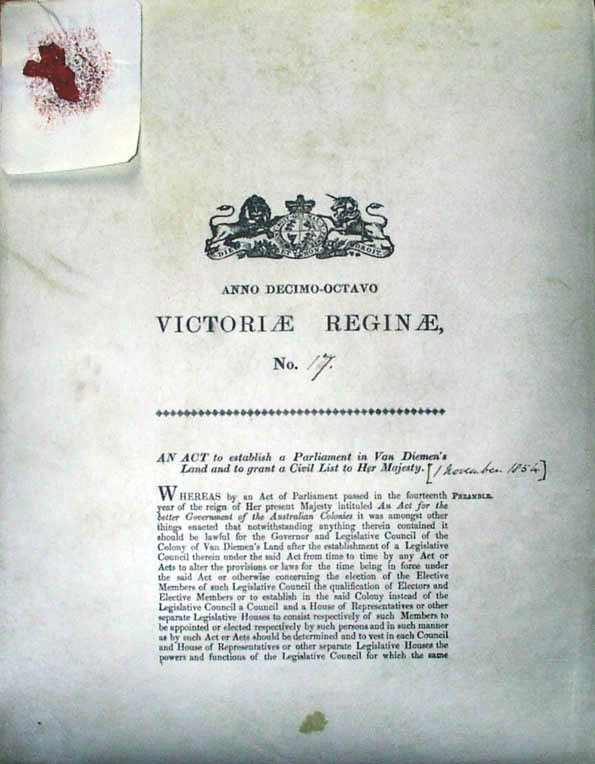 DIEU ET MON DROIT
ANNO DECIMO-OCTAVO
VICTORIÆ REGINÆ,
No. 17.
AN ACT to establish a Parliament in Van Diemen's
Land and to grant a Civil List to Her Majesty. [1 November 1854]
WHEREAS by an Act of Parliament passed in the fourteenth PREAMBLE.
year of the reign of Her present Majesty intituled An Act for the
better Government of the Australian Colonies it was amongst other
things enacted that notwithstanding anything therein contained it
should be lawful for the Governor and Legislative Council of the
Colony of Van Diemen's Land after the establishment of a Legislative
Council therein under the said Act from time to time by any Act or
Acts to alter the provisions or laws for the time being in force under
the said Act or otherwise concerning the election of the Elective
Members of such Legislative Council the qualification of Electors and
Elective Members or to establish in the said Colony instead of the
Legislative Council a Council and a House of Representatives or other
separate Legislative Houses to consist respectively of such Members to
be appointed or elected respectively by such persons and in such manner
as by such Act or Acts should be determined and to vest in each Council
and House of Representatives or other separate Legislative Houses the
powers and functions of the Legislative Council for which the same